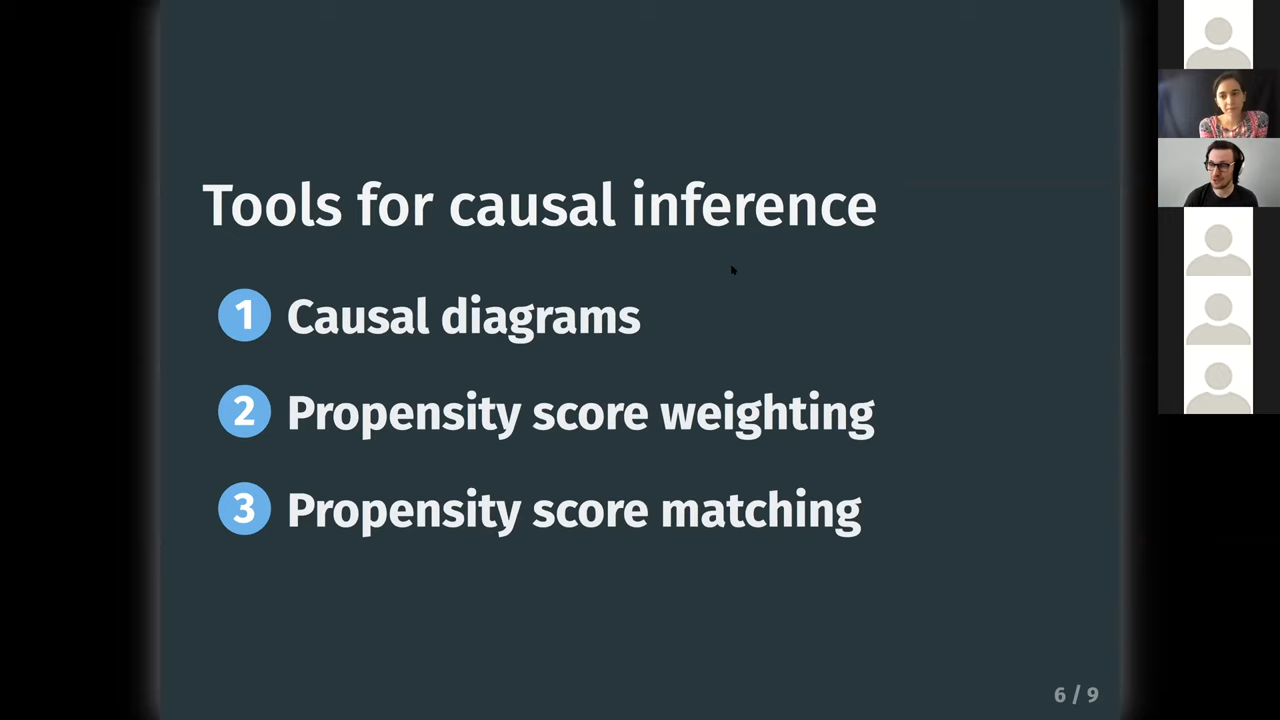 Tools for causal inference
1 Causal diagrams
2 Propensity score weighting
3 Propensity score matching
6 / 9